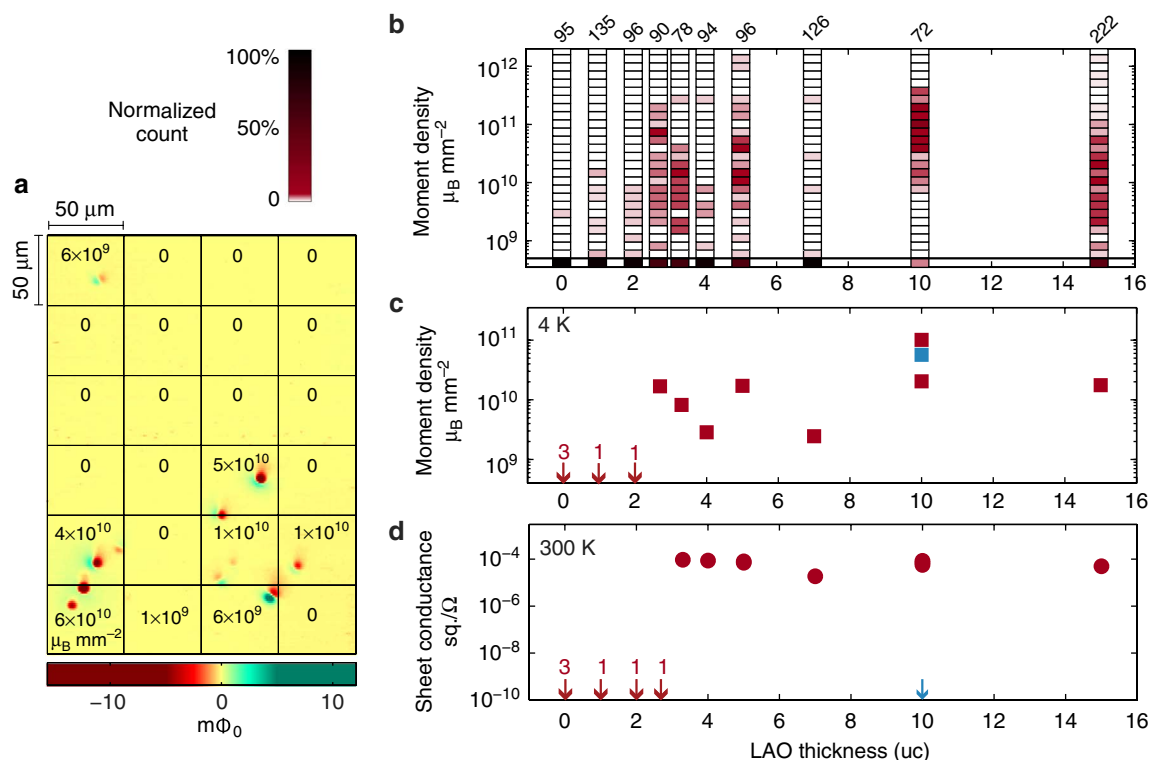 100%
50%
0
Normalized
count
a
50 μm
50 μm
6×10⁹ 0 0 0
0 0 0 0
0 0 0 0
0 0 5×10¹⁰ 0
4×10¹⁰ 0 1×10¹⁰ 1×10¹⁰
6×10¹⁰ 1×10⁹ 6×10⁹ 0
μB mm⁻²
−10 0 10
mΦ₀
b
95 135 96 90 78 94 96 126 72 222
Moment density
μB mm⁻²
10¹²
10¹¹
10¹⁰
10⁹
0 2 4 6 8 10 12 14 16
c
4 K
Moment density
μB mm⁻²
10¹¹
10¹⁰
10⁹
3 1 1
0 2 4 6 8 10 12 14 16
d
300 K
Sheet conductance
sq./Ω
10⁻⁴
10⁻⁶
10⁻⁸
10⁻¹⁰
3 1 1 1
0 2 4 6 8 10 12 14 16
LAO thickness (uc)